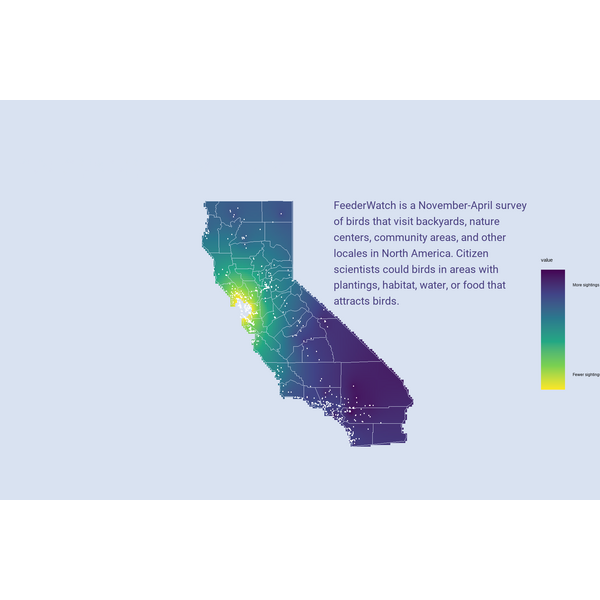 FeederWatch is a November-April survey
of birds that visit backyards, nature
centers, community areas, and other
locales in North America. Citizen
scientists could birds in areas with
plantings, habitat, water, or food that
attracts birds.
value
More sightings
Fewer sightings